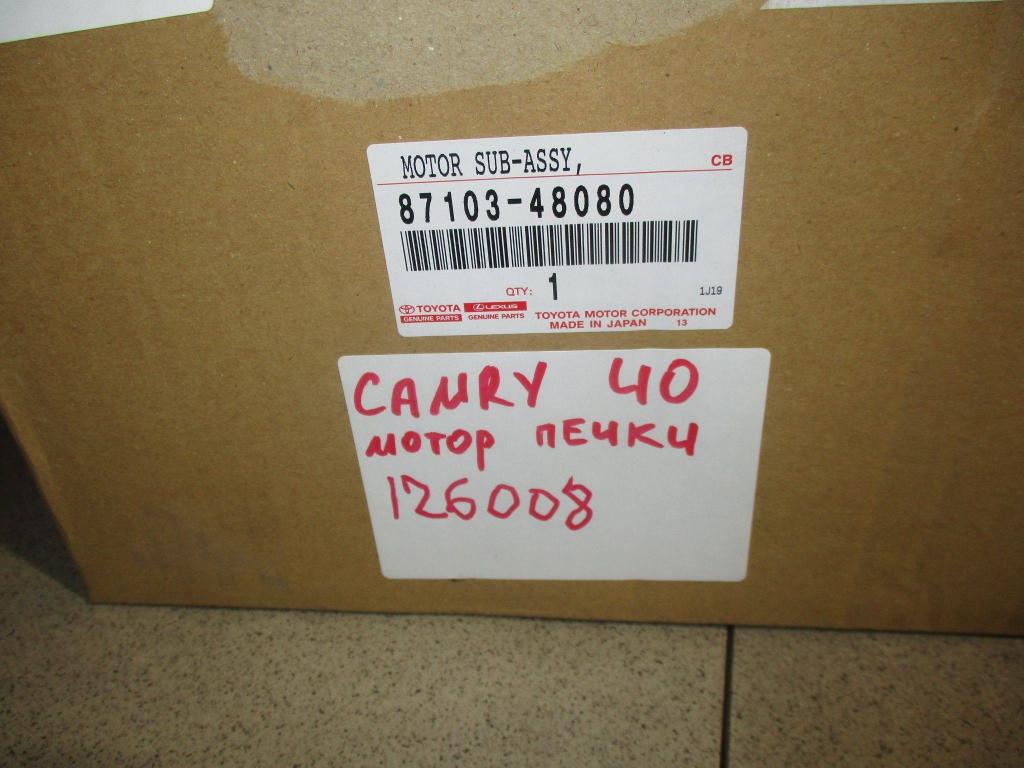 MOTOR SUB-ASSY,
CB
87103-48080
QTY: 1
1J19
TOYOTA LEXUS
GENUINE PARTS GENUINE PARTS
TOYOTA MOTOR CORPORATION
MADE IN JAPAN 13
CAMRY 40
мотор печки
126008